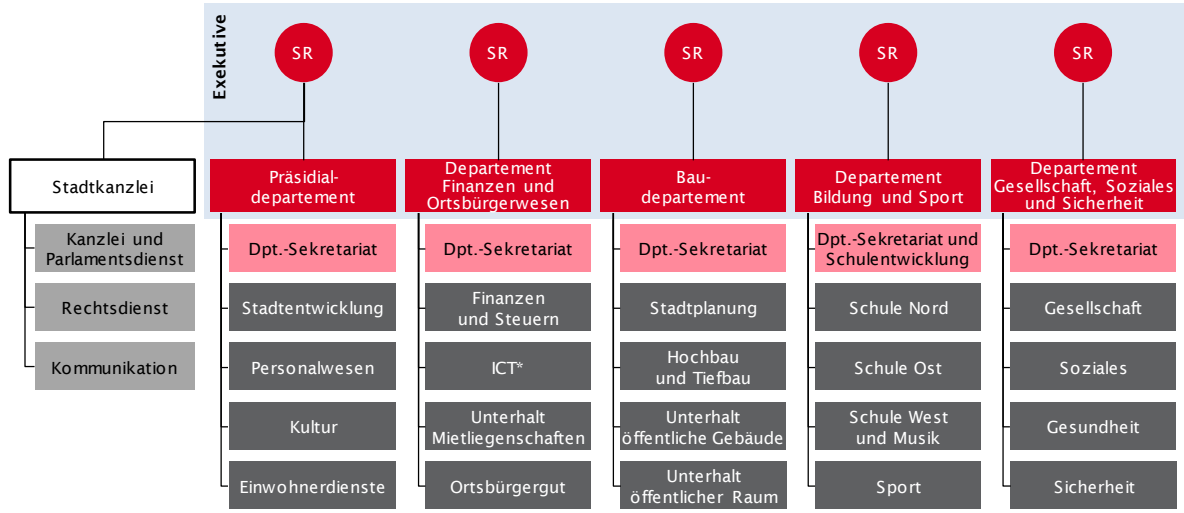 Exekutive
SR
SR
SR
SR
SR
Stadtkanzlei
Präsidial-
departement
Departement
Finanzen und
Ortsbürgerwesen
Bau-
departement
Departement
Bildung und Sport
Departement
Gesellschaft, Soziales
und Sicherheit
Kanzlei und
Parlamentsdienst
Rechtsdienst
Kommunikation
Dpt.-Sekretariat
Stadtentwicklung
Personalwesen
Kultur
Einwohnerdienste
Dpt.-Sekretariat
Finanzen
und Steuern
ICT*
Unterhalt
Mietliegenschaften
Ortsbürgergut
Dpt.-Sekretariat
Stadtplanung
Hochbau
und Tiefbau
Unterhalt
öffentliche Gebäude
Unterhalt
öffentlicher Raum
Dpt.-Sekretariat und
Schulentwicklung
Schule Nord
Schule Ost
Schule West
und Musik
Sport
Dpt.-Sekretariat
Gesellschaft
Soziales
Gesundheit
Sicherheit